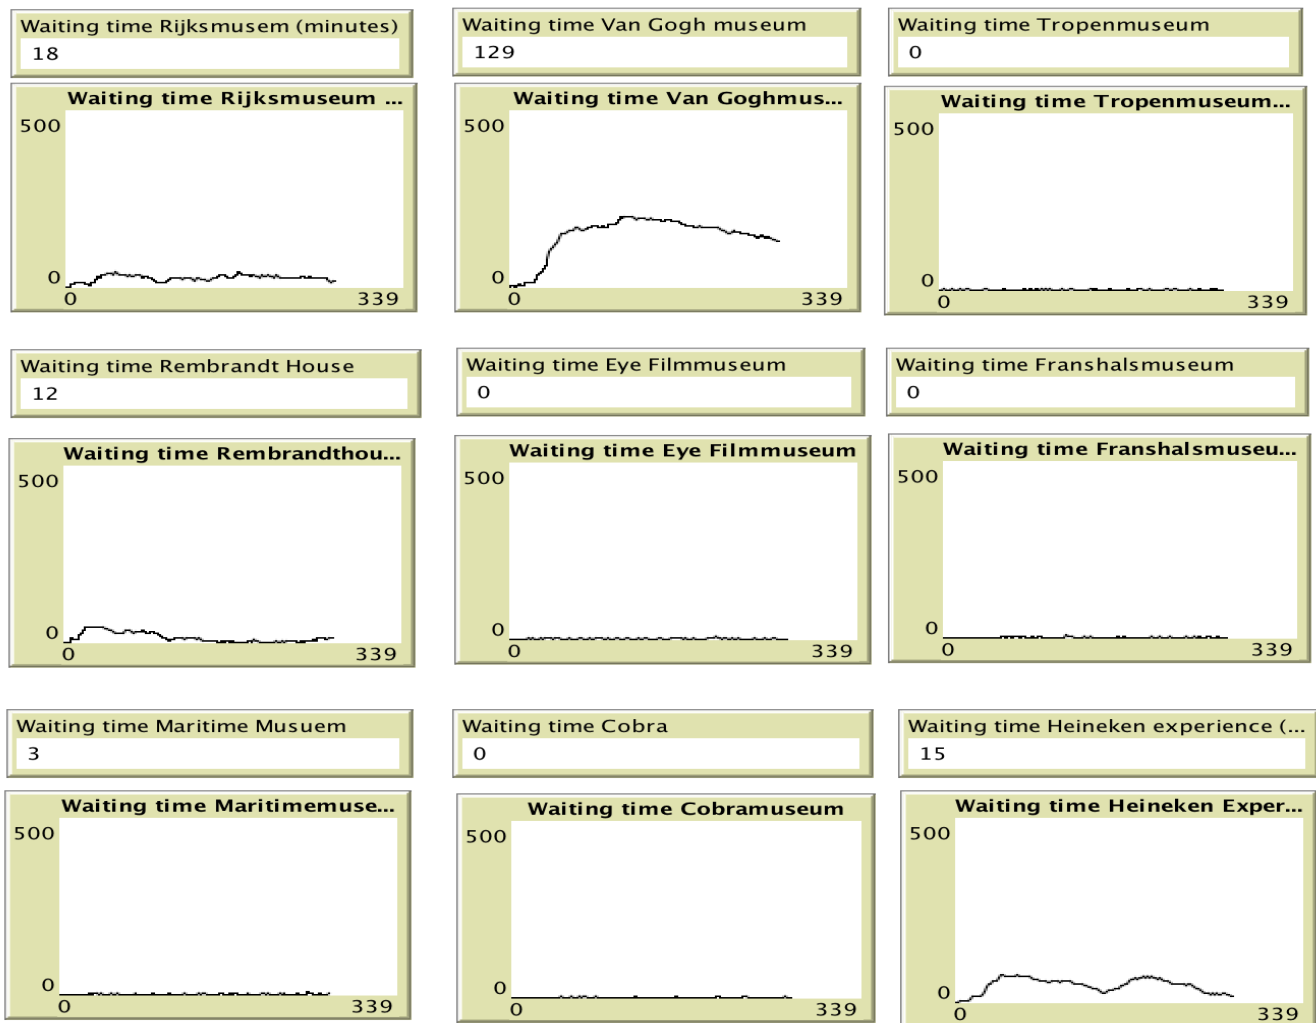 Waiting time Rijksmusem (minutes)
18
Waiting time Van Gogh museum
129
Waiting time Tropenmuseum
0
Waiting time Rijksmuseum ...
500
0
0
339
Waiting time Van Goghmus...
500
0
0
339
Waiting time Tropenmuseum...
500
0
0
339
Waiting time Rembrandt House
12
Waiting time Eye Filmmuseum
0
Waiting time Franshalsmuseum
0
Waiting time Rembrandthou...
500
0
0
339
Waiting time Eye Filmmuseum
500
0
0
339
Waiting time Franshalsmuseu...
500
0
0
339
Waiting time Maritime Musuem
3
Waiting time Cobra
0
Waiting time Heineken experience (...
15
Waiting time Maritimemuse...
500
0
0
339
Waiting time Cobramuseum
500
0
0
339
Waiting time Heineken Exper...
500
0
0
339